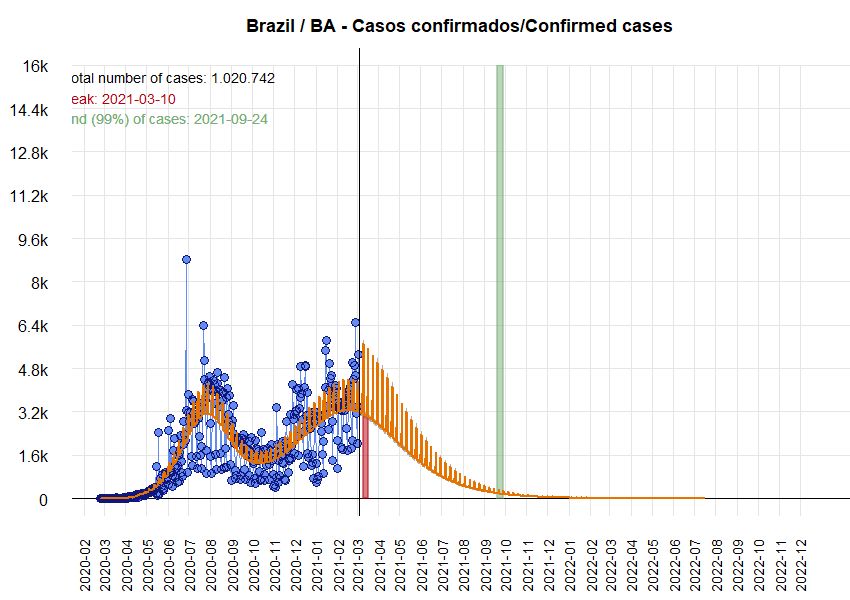 Brazil / BA - Casos confirmados/Confirmed cases
16k
otal number of cases: 1.020.742
eak: 2021-03-10
14.4k
nd (99%) of cases: 2021-09-24
12.8k
11.2k
9.6k
8k
6.4k
4.8k
3.2k
1.6k
0
2020-02
2020-03
2020-04
2020-05
2020-06
2020-07
2020-08
2020-09
2020-10
2020-11
2020-12
2021-01
2021-02
2021-03
2021-04
2021-05
2021-06
2021-07
2021-08
2021-09
2021-10
2021-11
2021-12
2022-01
2022-02
2022-03
2022-04
2022-05
2022-06
2022-07
2022-08
2022-09
2022-10
2022-11
2022-12